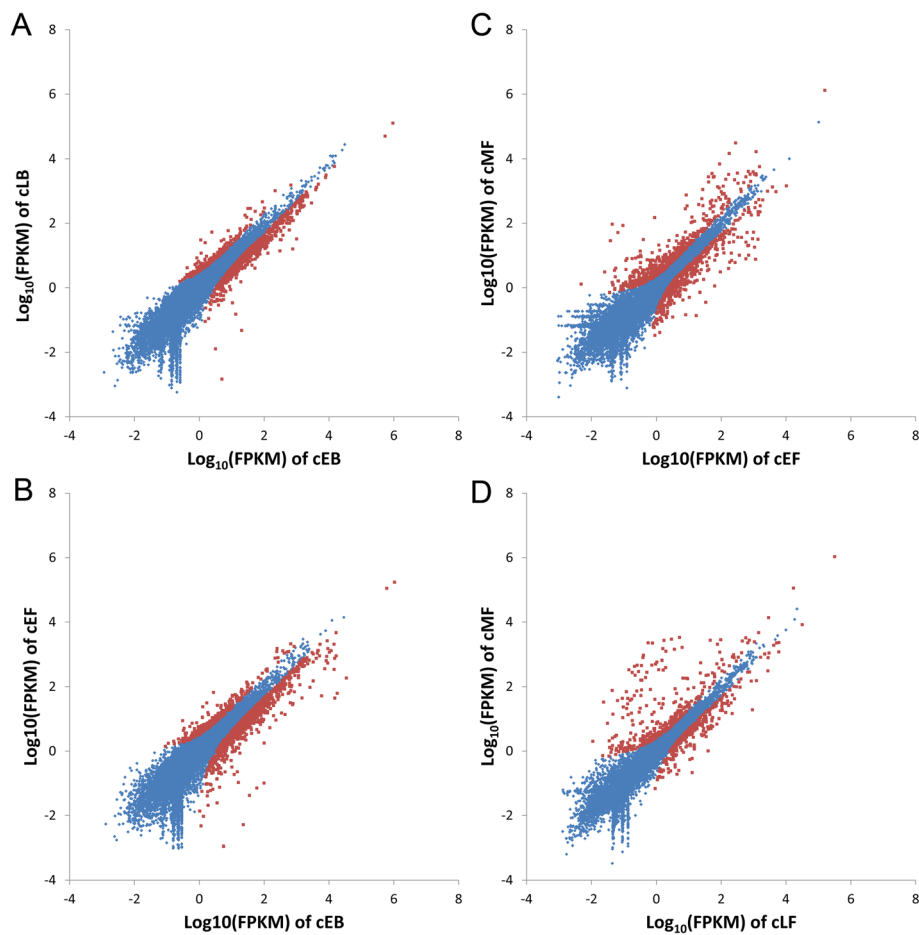 A
8
6
4
2
0
-2
-4
-4 -2 0 2 4 6 8
Log10(FPKM) of cLB
Log10(FPKM) of cEB
C
8
6
4
2
0
-2
-4
-4 -2 0 2 4 6 8
Log10(FPKM) of cMF
Log10(FPKM) of cEF
B
8
6
4
2
0
-2
-4
-4 -2 0 2 4 6 8
Log10(FPKM) of cEF
Log10(FPKM) of cEB
D
8
6
4
2
0
-2
-4
-4 -2 0 2 4 6 8
Log10(FPKM) of cMF
Log10(FPKM) of cLF